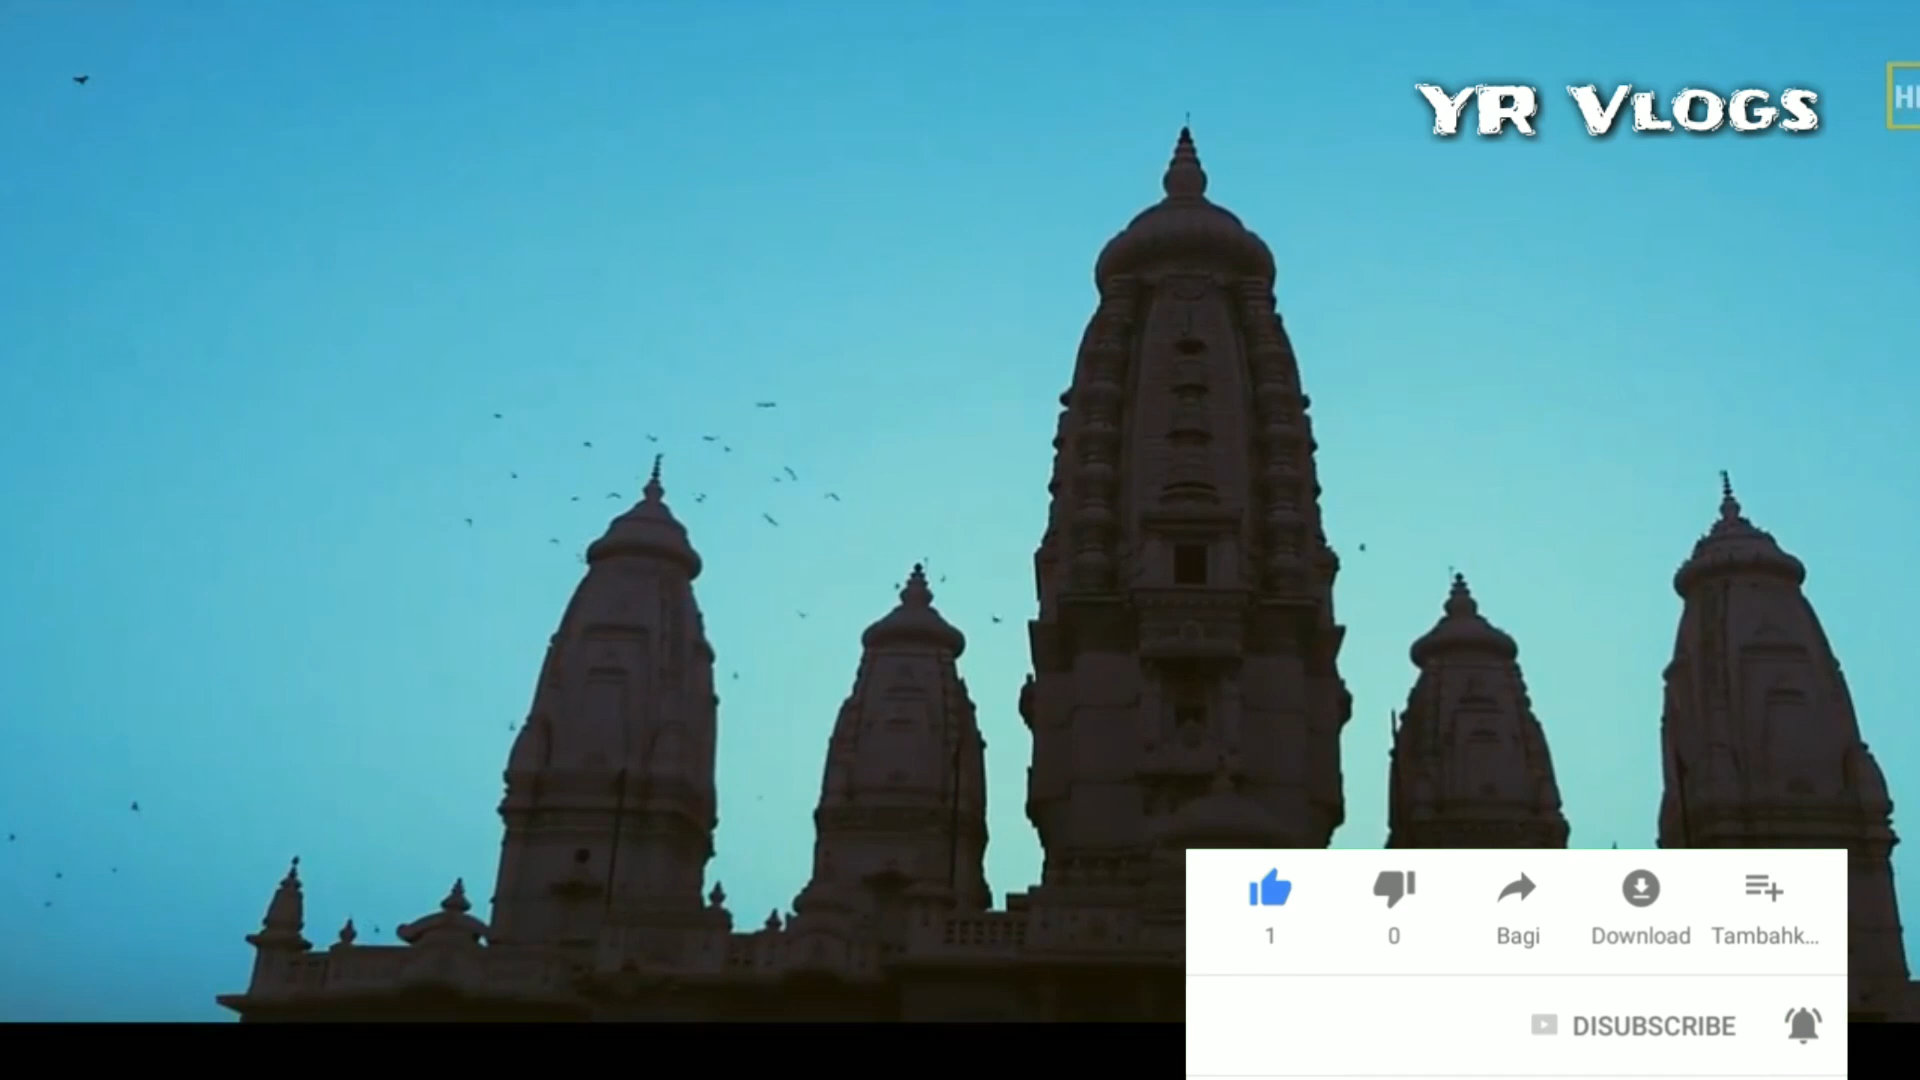 YR Vlogs
1
0
Bagi
Download
Tambahk...
DISUBSCRIBE